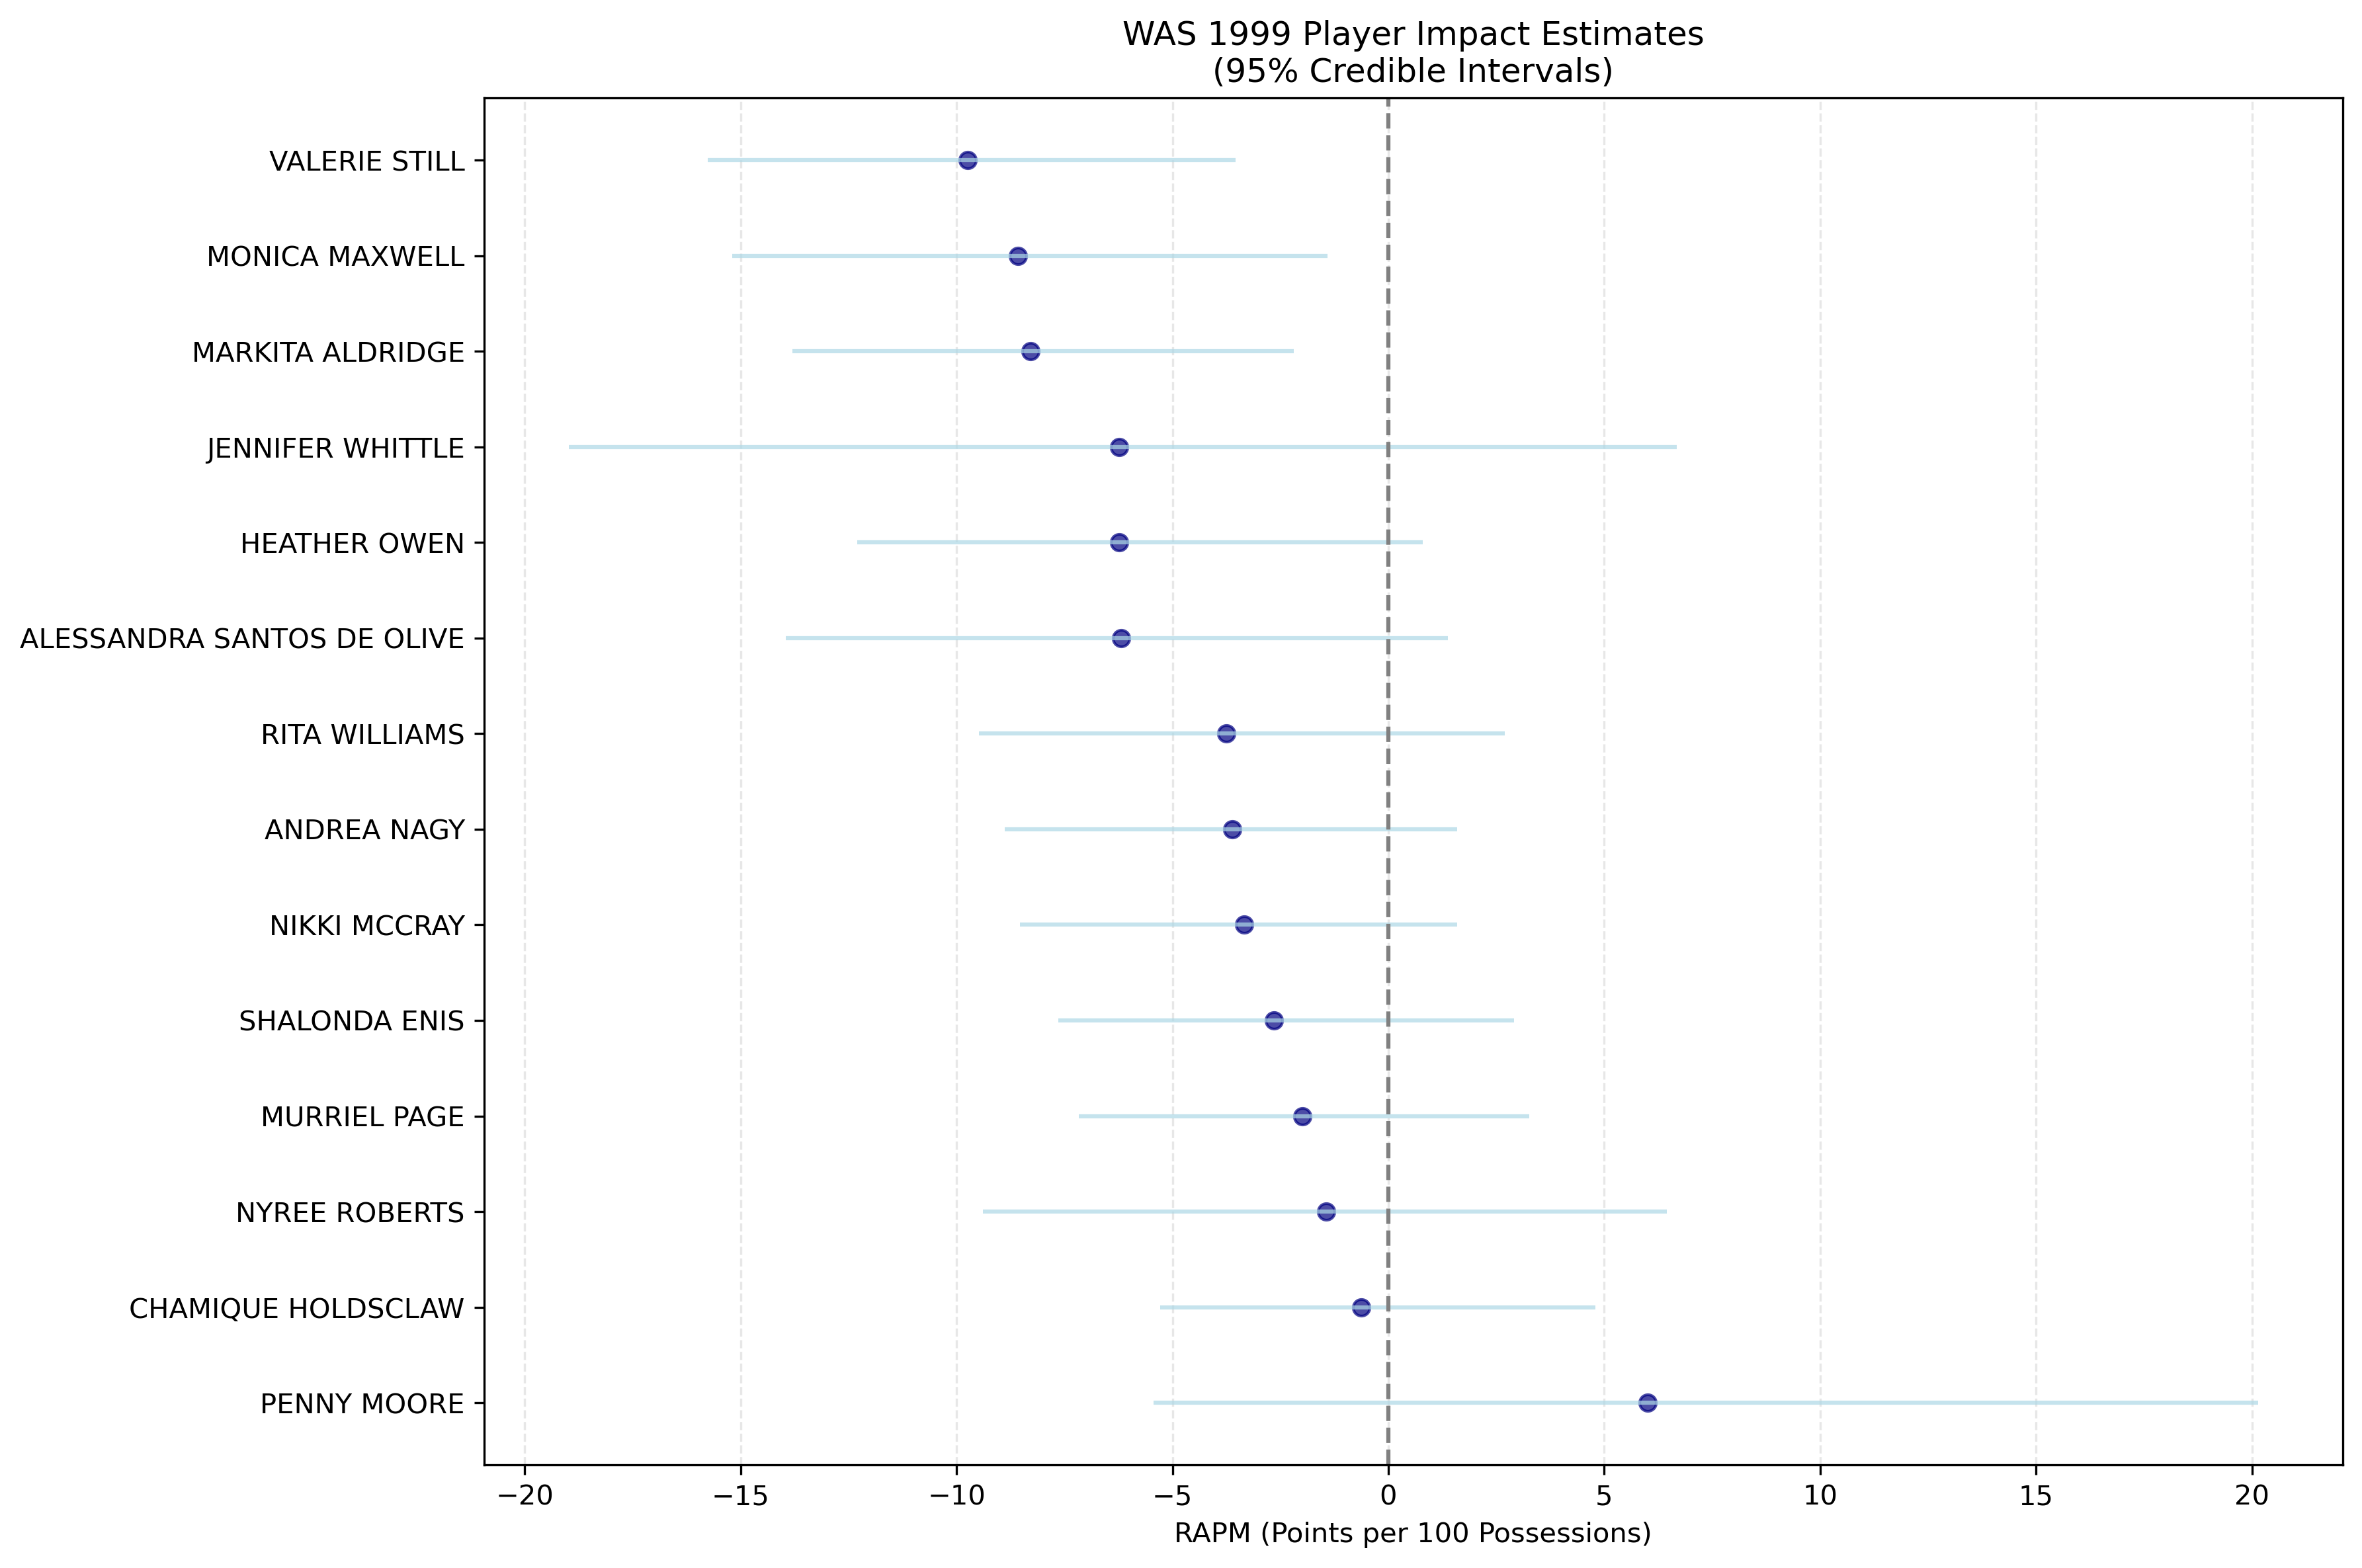 WAS 1999 Player Impact Estimates
(95% Credible Intervals)
VALERIE STILL
MONICA MAXWELL
MARKITA ALDRIDGE
JENNIFER WHITTLE
HEATHER OWEN
ALESSANDRA SANTOS DE OLIVE
RITA WILLIAMS
ANDREA NAGY
NIKKI MCCRAY
SHALONDA ENIS
MURRIEL PAGE
NYREE ROBERTS
CHAMIQUE HOLDSCLAW
PENNY MOORE
−20 −15 −10 −5 0 5 10 15 20
RAPM (Points per 100 Possessions)